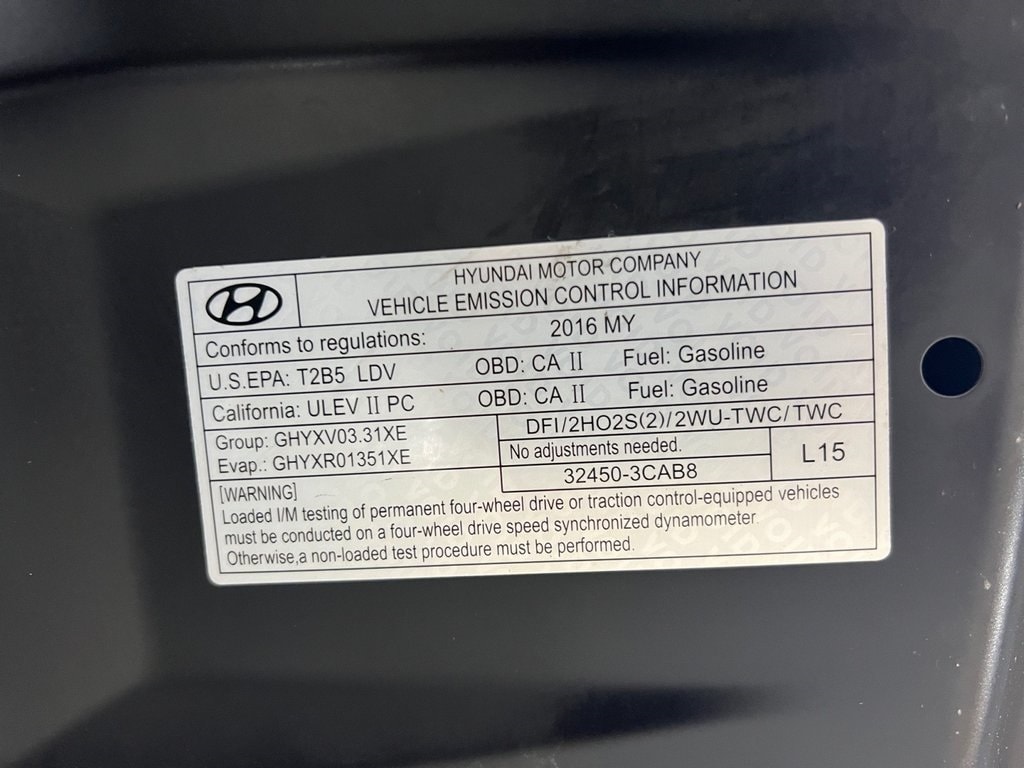 HYUNDAI MOTOR COMPANY
VEHICLE EMISSION CONTROL INFORMATION
Conforms to regulations: 2016 MY
U.S.EPA: T2B5 LDV OBD: CA II Fuel: Gasoline
California: ULEV II PC OBD: CA II Fuel: Gasoline
Group: GHYXV03.31XE
Evap.: GHYXR01351XE
DFI/2HO2S(2)/2WU-TWC/TWC
No adjustments needed.
32450-3CAB8
L15
[WARNING]
Loaded I/M testing of permanent four-wheel drive or traction control-equipped vehicles
must be conducted on a four-wheel drive speed synchronized dynamometer.
Otherwise,a non-loaded test procedure must be performed.